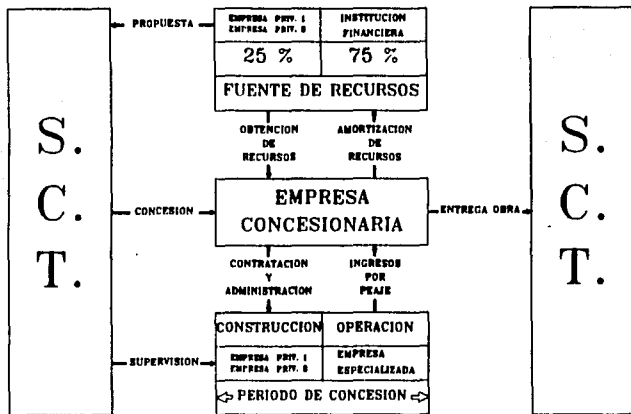 S.
C.
T.
PROPUESTA
EMPRESA PRIV. 1
EMPRESA PRIV. 2
INSTITUCION
FINANCIERA
25 %
75 %
FUENTE DE RECURSOS
OBTENCION
DE
RECURSOS
AMORTIZACION
DE
RECURSOS
CONCESION
EMPRESA
CONCESIONARIA
ENTREGA OBRA
CONTRATACION
Y
ADMINISTRACION
INGRESOS
POR
PEAJE
SUPERVISION
CONSTRUCCION
OPERACION
EMPRESA PRIV. 1
EMPRESA PRIV. 2
EMPRESA
ESPECIALIZADA
PERIODO DE CONCESION
S.
C.
T.